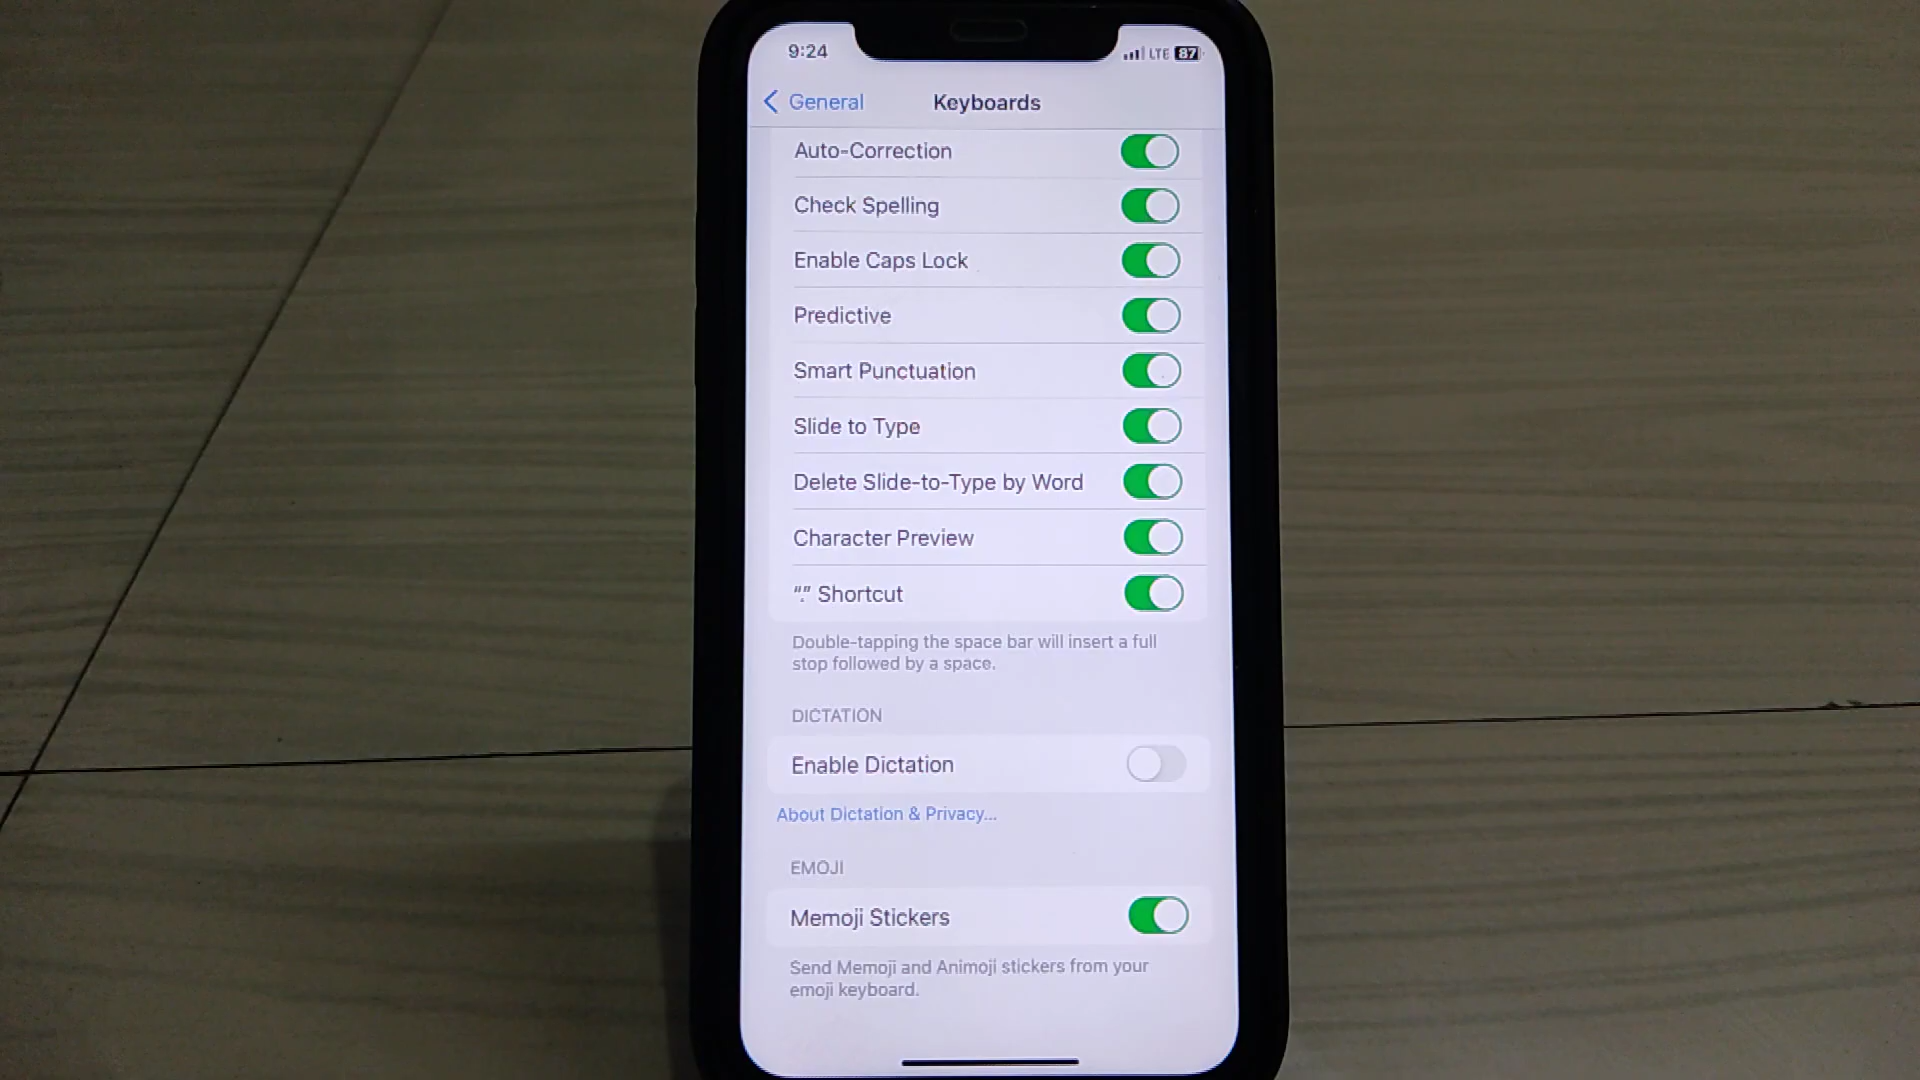 9:24 LTE 87
General Keyboards
Auto-Correction
Check Spelling
Enable Caps Lock
Predictive
Smart Punctuation
Slide to Type
Delete Slide-to-Type by Word
Character Preview
“.” Shortcut
Double-tapping the space bar will insert a full
stop followed by a space.
DICTATION
Enable Dictation
About Dictation & Privacy...
EMOJI
Memoji Stickers
Send Memoji and Animoji stickers from your
emoji keyboard.